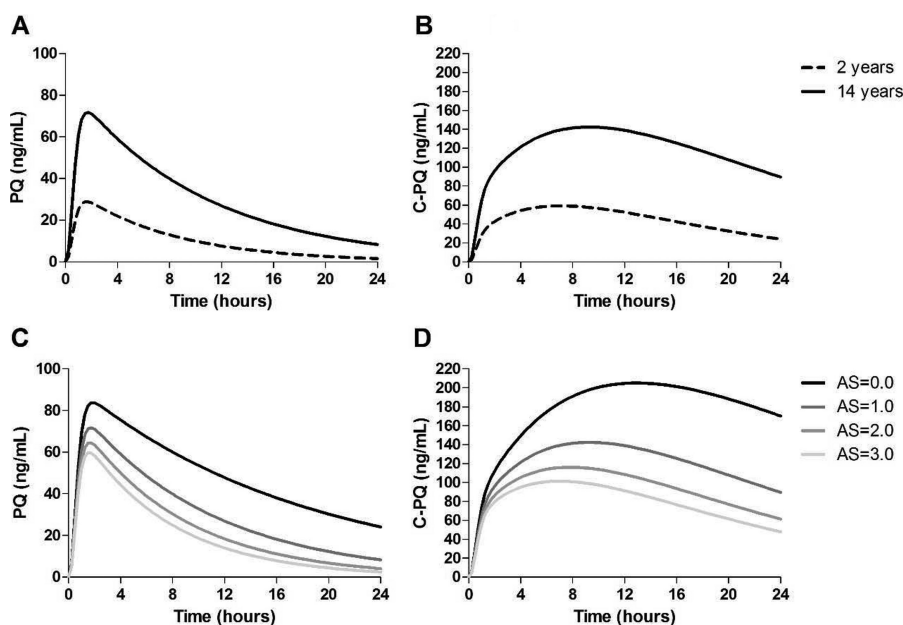 A
PQ (ng/mL)
100
80
60
40
20
0
0 4 8 12 16 20 24
Time (hours)
B
C-PQ (ng/mL)
220
200
180
160
140
120
100
80
60
40
20
0
0 4 8 12 16 20 24
Time (hours)
2 years
14 years
C
PQ (ng/mL)
100
80
60
40
20
0
0 4 8 12 16 20 24
Time (hours)
D
C-PQ (ng/mL)
220
200
180
160
140
120
100
80
60
40
20
0
0 4 8 12 16 20 24
Time (hours)
AS=0.0
AS=1.0
AS=2.0
AS=3.0